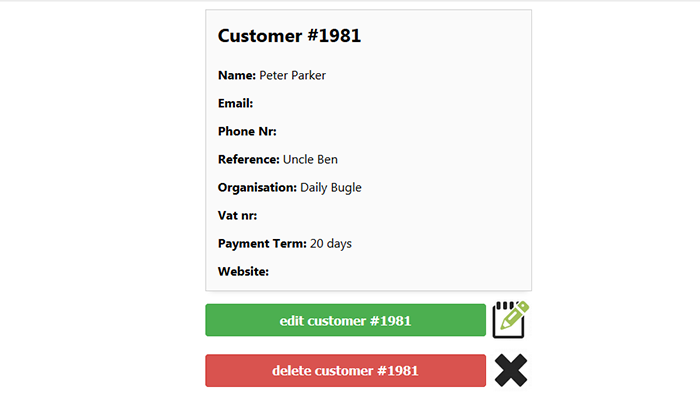 Customer #1981
Name: Peter Parker
Email:
Phone Nr:
Reference: Uncle Ben
Organisation: Daily Bugle
Vat nr:
Payment Term: 20 days
Website:
edit customer #1981
delete customer #1981